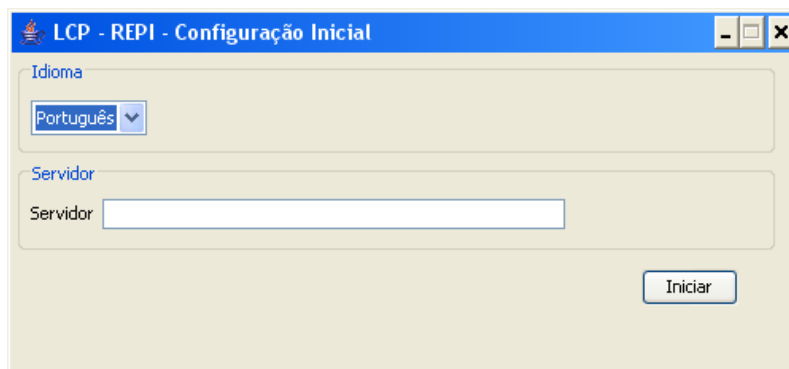 LCP - REPI - Configuração Inicial
Idioma
Português
Servidor
Servidor
Iniciar